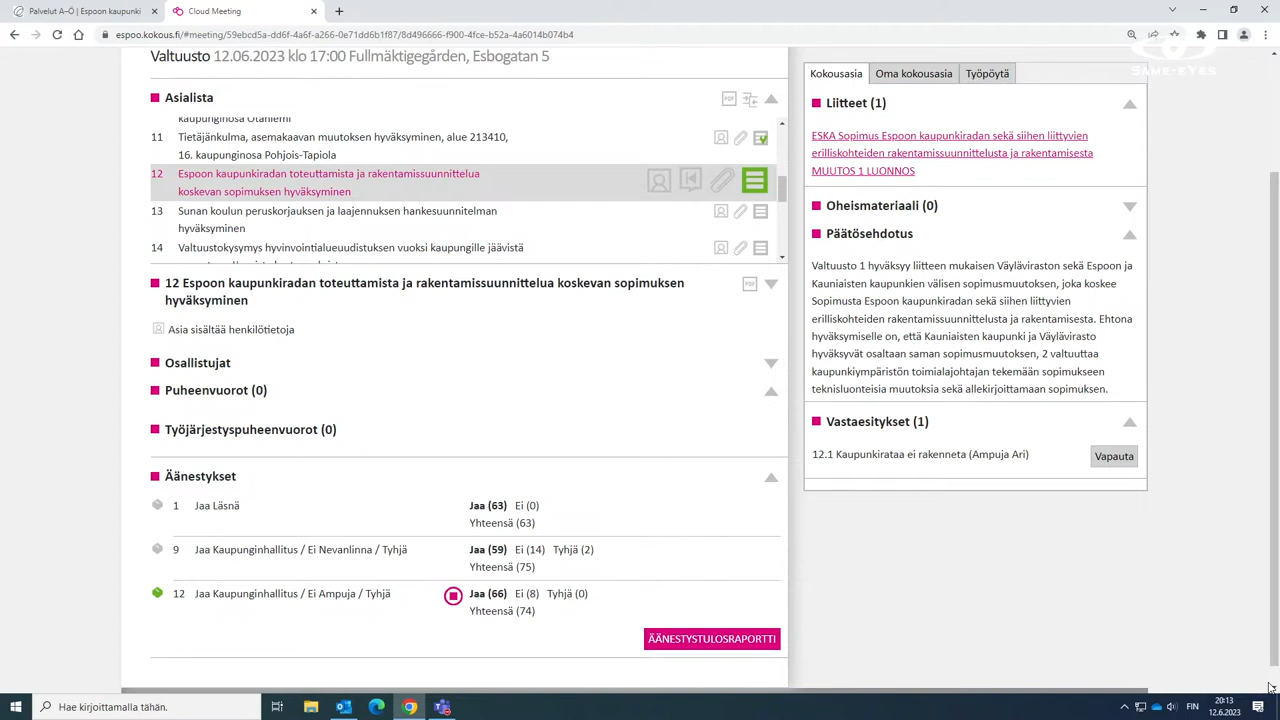 Palvelut A–Ö | Espoon kaupunki
Cloud Meeting
espoo.kokous.fi/#meeting/59ebcd5a-dd6f-4a6f-a266-0e71dd6b1f87/8d496666-f900-4fce-b52a-4a6014b074b4
SAME-EYES
Valtuusto 12.06.2023 klo 17:00 Fullmäktigegården, Esbogatan 5
Asialista
PDF
kaupunginosa Otaniemi
11 Tietäjänkulma, asemakaavan muutoksen hyväksyminen, alue 213410,
16. kaupunginosa Pohjois-Tapiola
12 Espoon kaupunkiradan toteuttamista ja rakentamissuunnittelua
koskevan sopimuksen hyväksyminen
13 Sunan koulun peruskorjauksen ja laajennuksen hankesuunnitelman
hyväksyminen
14 Valtuustokysymys hyvinvointialueuudistuksen vuoksi kaupungille jäävistä
12 Espoon kaupunkiradan toteuttamista ja rakentamissuunnittelua koskevan sopimuksen
hyväksyminen
PDF
Asia sisältää henkilötietoja
Osallistujat
Puheenvuorot (0)
Työjärjestyspuheenvuorot (0)
Äänestykset
1 Jaa Läsnä Jaa (63) Ei (0)
Yhteensä (63)
9 Jaa Kaupunginhallitus / Ei Nevanlinna / Tyhjä Jaa (59) Ei (14) Tyhjä (2)
Yhteensä (75)
12 Jaa Kaupunginhallitus / Ei Ampuja / Tyhjä Jaa (66) Ei (8) Tyhjä (0)
Yhteensä (74)
ÄÄNESTYSTULOSRAPORTTI
Kokousasia Oma kokousasia Työpöytä
Liitteet (1)
ESKA Sopimus Espoon kaupunkiradan sekä siihen liittyvien
erilliskohteiden rakentamissuunnittelusta ja rakentamisesta
MUUTOS 1 LUONNOS
Oheismateriaali (0)
Päätösehdotus
Valtuusto 1 hyväksyy liitteen mukaisen Väyläviraston sekä Espoon ja
Kauniaisten kaupunkien välisen sopimusmuutoksen, joka koskee
Sopimusta Espoon kaupunkiradan sekä siihen liittyvien
erilliskohteiden rakentamissuunnittelusta ja rakentamisesta. Ehtona
hyväksymiselle on, että Kauniaisten kaupunki ja Väylävirasto
hyväksyvät osaltaan saman sopimusmuutoksen, 2 valtuuttaa
kaupunkiympäristön toimialajohtajan tekemään sopimukseen
teknisluonteisia muutoksia sekä allekirjoittamaan sopimuksen.
Vastaesitykset (1)
12.1 Kaupunkirataa ei rakenneta (Ampuja Ari) Vapauta
Hae kirjoittamalla tähän.
FIN
20:13
12.6.2023